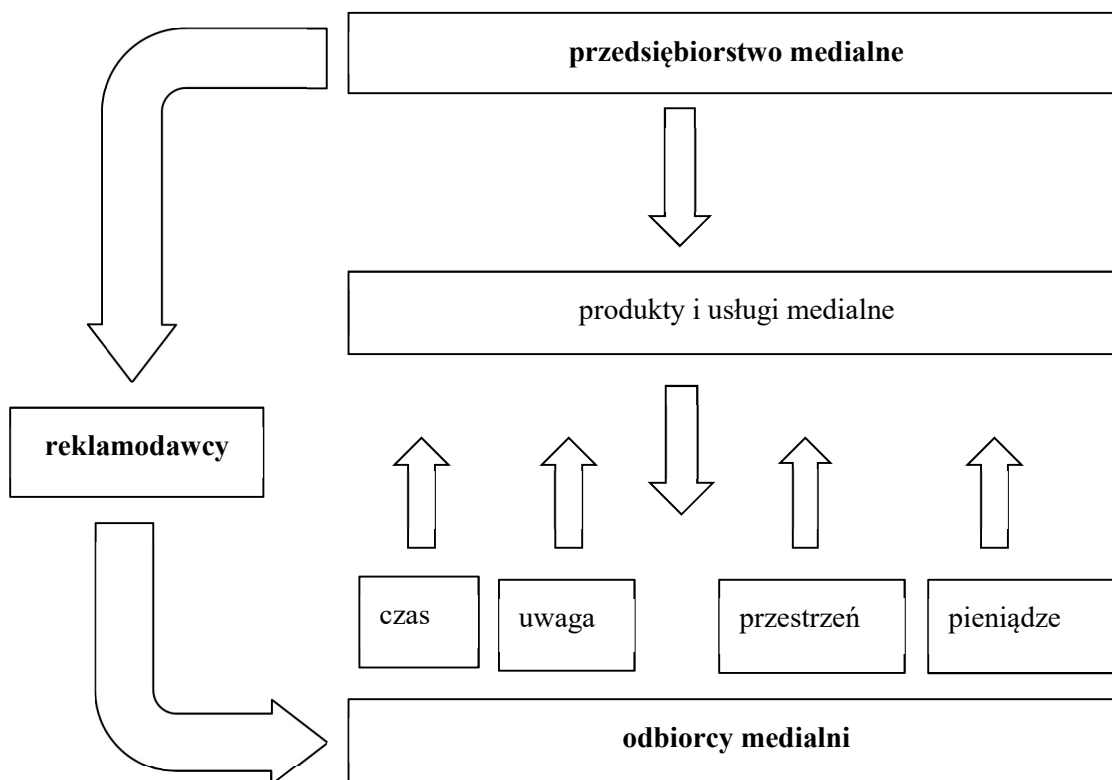 przedsiębiorstwo medialne
produkty i usługi medialne
reklamodawcy
czas
uwaga
przestrzeń
pieniądze
odbiorcy medialni